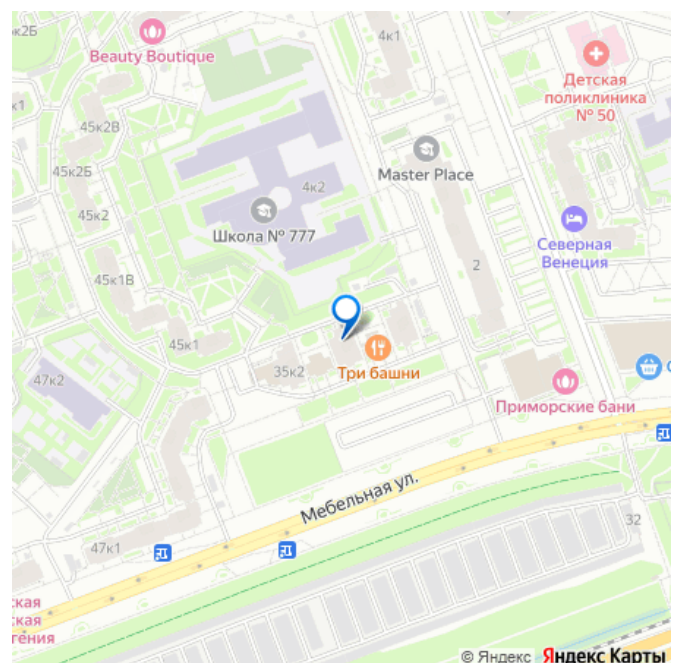 к2Б
Beauty Boutique
4к1
Детская
поликлиника
№ 50
к1
45к2В
Master Place
45к2Б
4к2
45к2
Школа № 777
Северная
Венеция
2
45к1В
45к1
47к2
35к2
Три башни
С
Приморские бани
Мебельная ул.
32
47к1
ская
ская
гения
© Яндекс Яндекс Карты